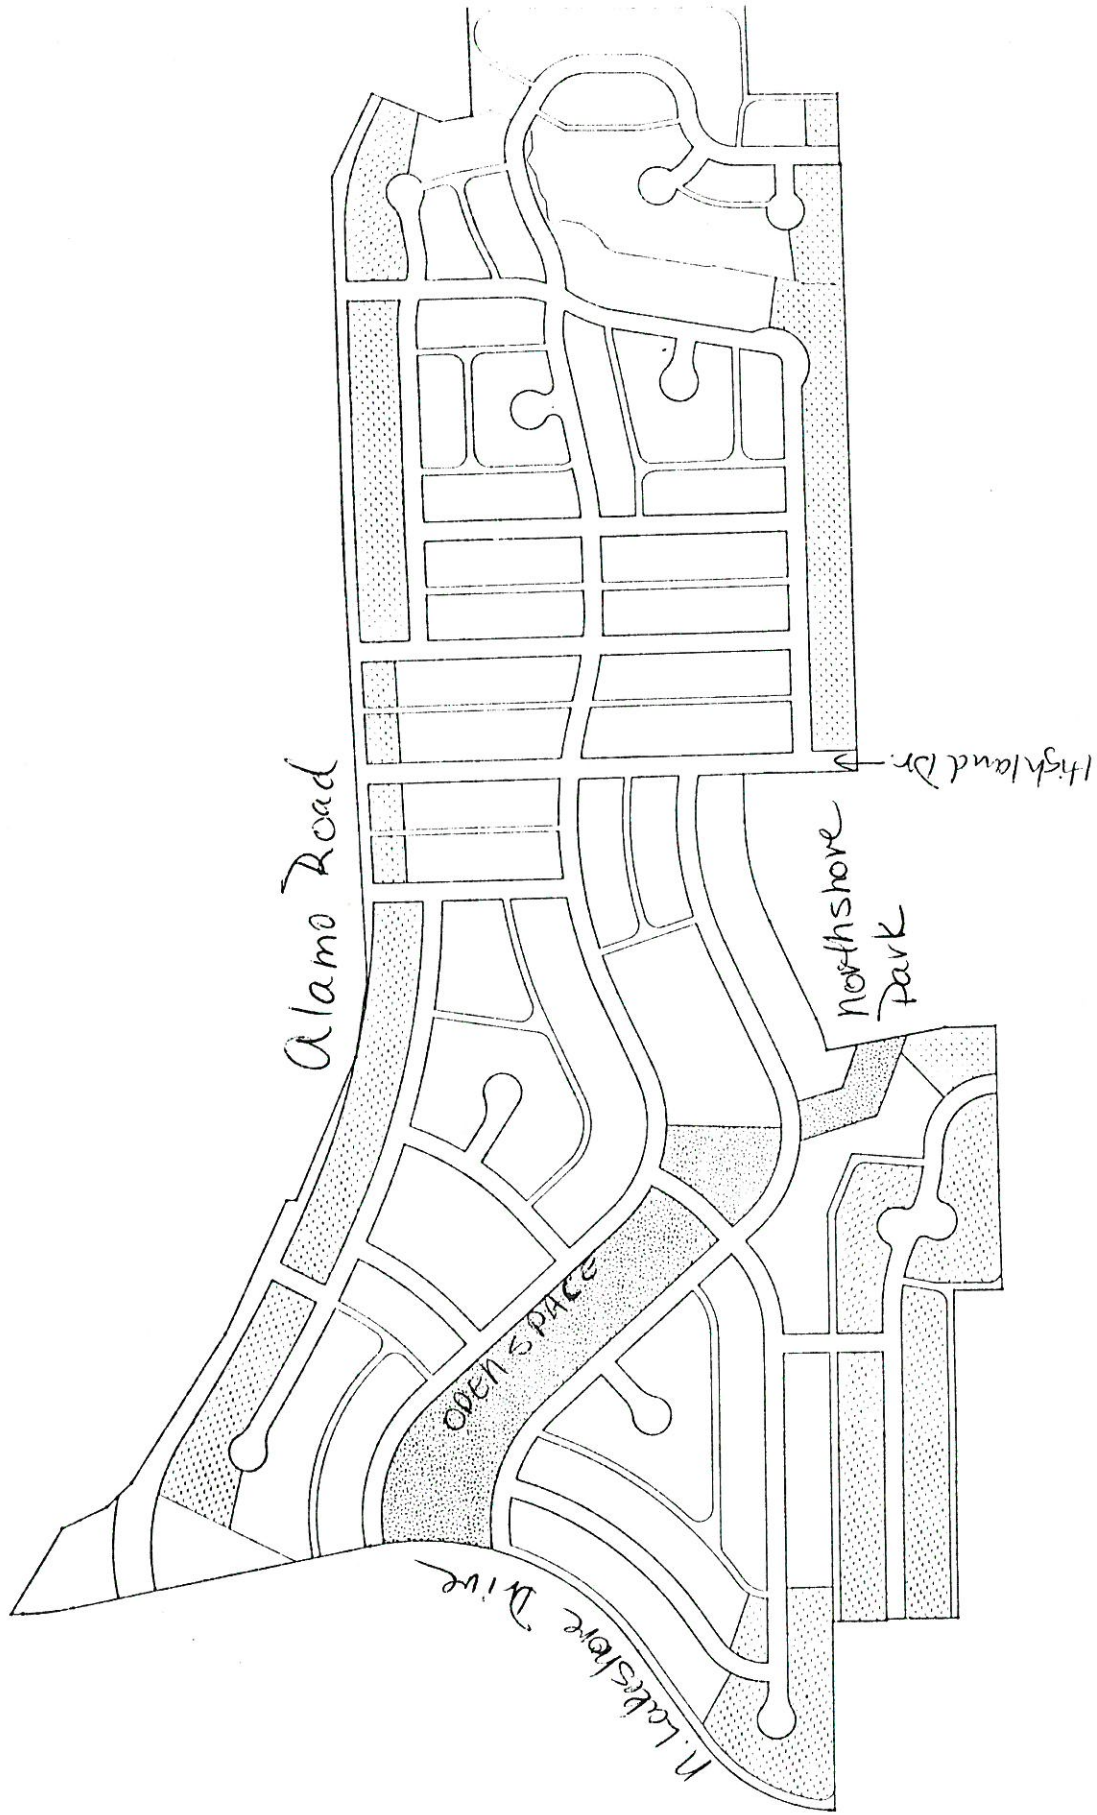 Alamo Road
Highland Dr.
Northshore
Park
OPEN SPACE
N. Lakeshore Drive